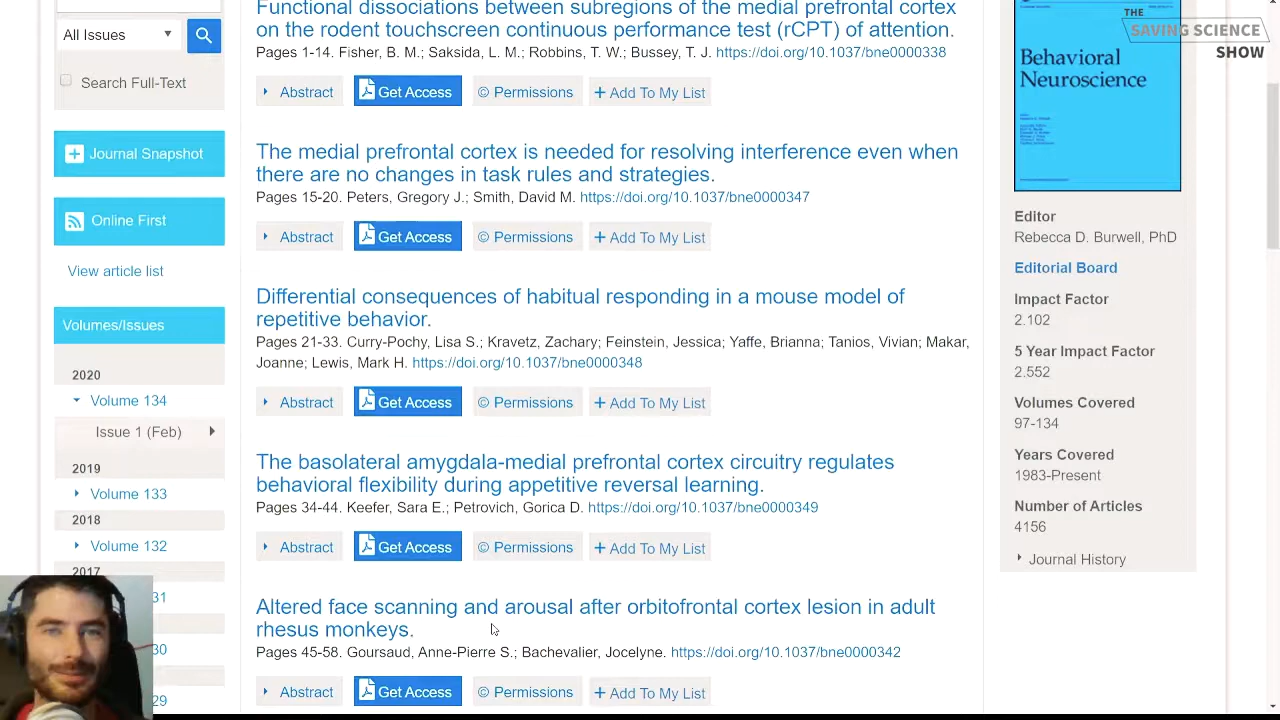 Functional dissociations between subregions of the medial prefrontal cortex
on the rodent touchscreen continuous performance test (rCPT) of attention.
Pages 1-14. Fisher, B. M.; Saksida, L. M.; Robbins, T. W.; Bussey, T. J. https://doi.org/10.1037/bne0000338
Abstract Get Access © Permissions + Add To My List
The medial prefrontal cortex is needed for resolving interference even when
there are no changes in task rules and strategies.
Pages 15-20. Peters, Gregory J.; Smith, David M. https://doi.org/10.1037/bne0000347
Abstract Get Access © Permissions + Add To My List
Differential consequences of habitual responding in a mouse model of
repetitive behavior.
Pages 21-33. Curry-Pochy, Lisa S.; Kravetz, Zachary; Feinstein, Jessica; Yaffe, Brianna; Tanios, Vivian; Makar,
Joanne; Lewis, Mark H. https://doi.org/10.1037/bne0000348
Abstract Get Access © Permissions + Add To My List
The basolateral amygdala-medial prefrontal cortex circuitry regulates
behavioral flexibility during appetitive reversal learning.
Pages 34-44. Keefer, Sara E.; Petrovich, Gorica D. https://doi.org/10.1037/bne0000349
Abstract Get Access © Permissions + Add To My List
Altered face scanning and arousal after orbitofrontal cortex lesion in adult
rhesus monkeys.
Pages 45-58. Goursaud, Anne-Pierre S.; Bachevalier, Jocelyne. https://doi.org/10.1037/bne0000342
Abstract Get Access © Permissions + Add To My List
All Issues
Search Full-Text
Journal Snapshot
Online First
View article list
Volumes/Issues
2020
Volume 134
Issue 1 (Feb)
2019
Volume 133
2018
Volume 132
2017
31
30
29
THE
SAVING SCIENCE
SHOW
Behavioral
Neuroscience
Editor
Rebecca D. Burwell, PhD
Editorial Board
Impact Factor
2.102
5 Year Impact Factor
2.552
Volumes Covered
97-134
Years Covered
1983-Present
Number of Articles
4156
Journal History